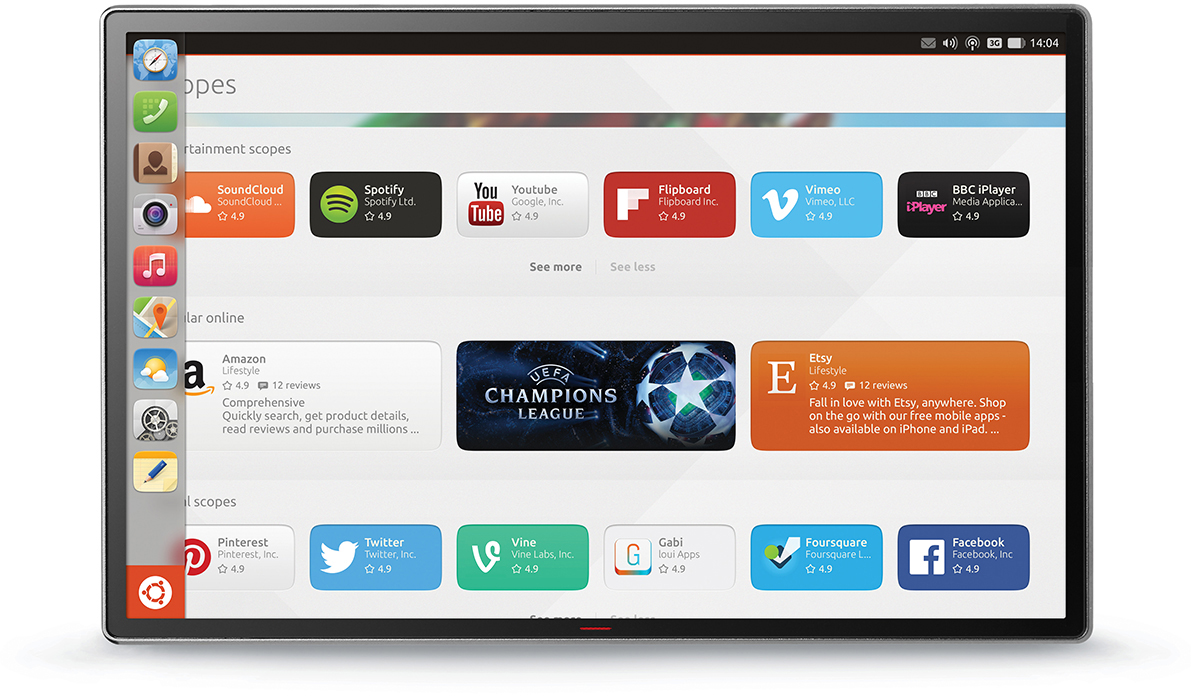 3G 14:04
opes
rtainment scopes
SoundCloud
SoundCloud ...
4.9
Spotify
Spotify Ltd.
4.9
You
Tube
Youtube
Google, Inc.
4.9
Flipboard
Flipboard Inc.
4.9
Vimeo
Vimeo, LLC
4.9
BBC
iPlayer
BBC iPlayer
Media Applica...
4.9
See more
See less
ular online
a
Amazon
Lifestyle
4.9 12 reviews
Comprehensive
Quickly search, get product details,
read reviews and purchase millions ...
UEFA
CHAMPIONS
LEAGUE
E
Etsy
Lifestyle
4.9 12 reviews
Fall in love with Etsy, anywhere. Shop
on the go with our free mobile apps -
also available on iPhone and iPad. ...
al scopes
Pinterest
Pinterest, Inc.
4.9
Twitter
Twitter, Inc.
4.9
Vine
Vine Labs, Inc.
4.9
G
Gabi
loui Apps
4.9
Foursquare
Foursquare L...
4.9
f
Facebook
Facebook, Inc
4.9
See more
See less